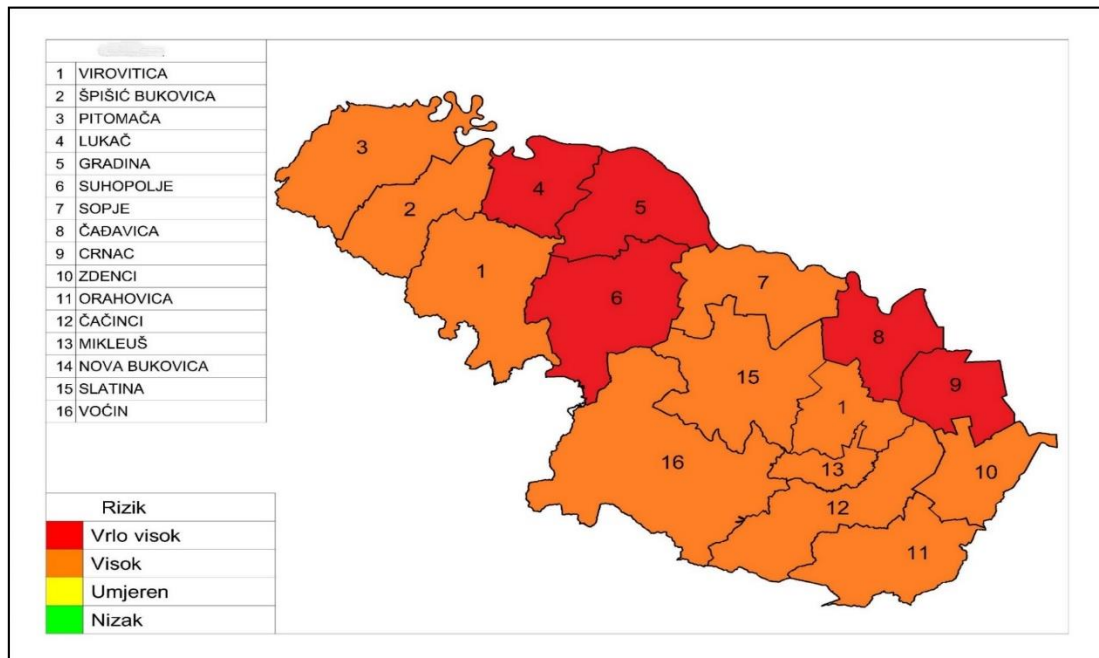 1 VIROVITICA
2 ŠPIŠIĆ BUKOVICA
3 PITOMAČA
4 LUKAČ
5 GRADINA
6 SUHOPOLJE
7 SOPJE
8 ČAĐAVICA
9 CRNAC
10 ZDENCI
11 ORAHOVICA
12 ČAČINCI
13 MIKLEUŠ
14 NOVA BUKOVICA
15 SLATINA
16 VOĆIN
Rizik
Vrlo visok
Visok
Umjeren
Nizak
3
4
5
2
1
6
7
8
15
9
1
16
13
10
12
11